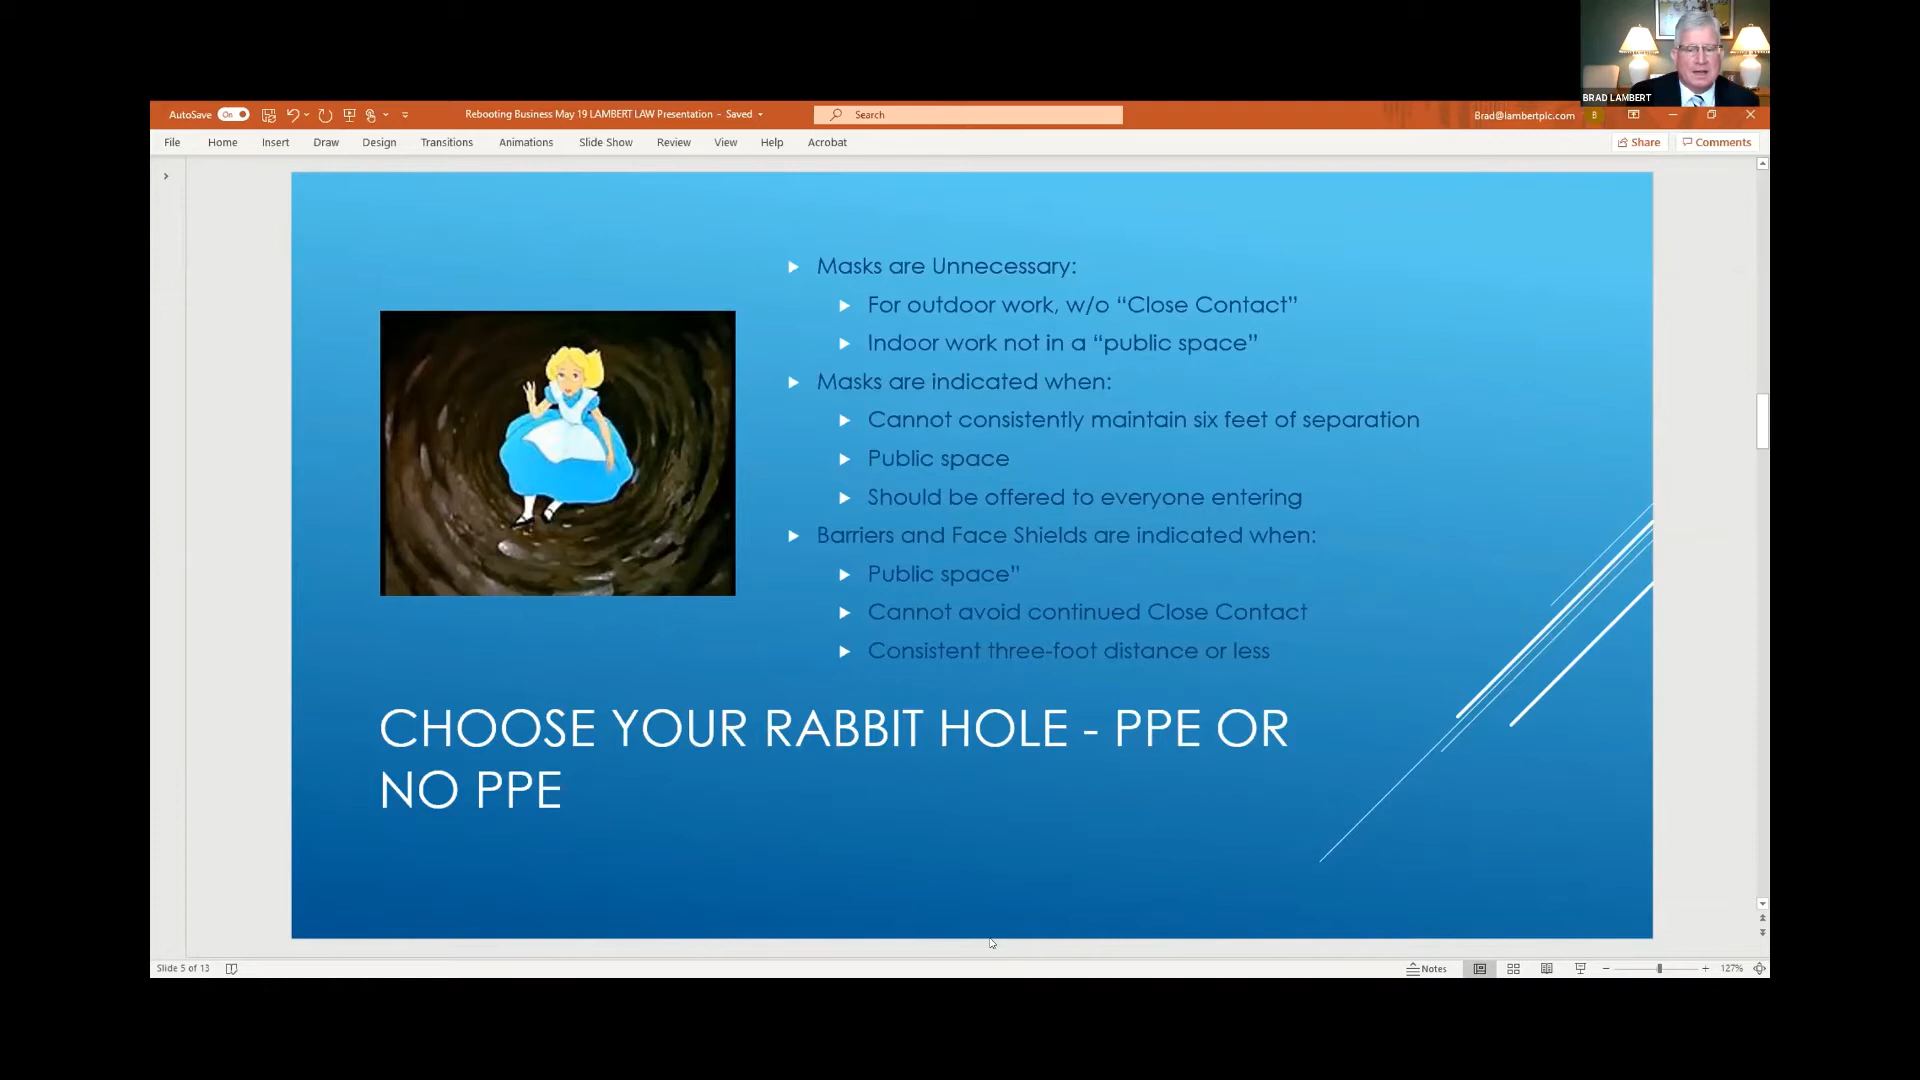 BRAD LAMBERT
AutoSave On Rebooting Business May 19 LAMBERT LAW Presentation - Saved Search Brad@lambertplc.com B
File Home Insert Draw Design Transitions Animations Slide Show Review View Help Acrobat Share Comments
Masks are Unnecessary:
For outdoor work, w/o “Close Contact”
Indoor work not in a “public space”
Masks are indicated when:
Cannot consistently maintain six feet of separation
Public space
Should be offered to everyone entering
Barriers and Face Shields are indicated when:
Public space”
Cannot avoid continued Close Contact
Consistent three-foot distance or less
CHOOSE YOUR RABBIT HOLE - PPE OR
NO PPE
Slide 5 of 13 Notes 127%